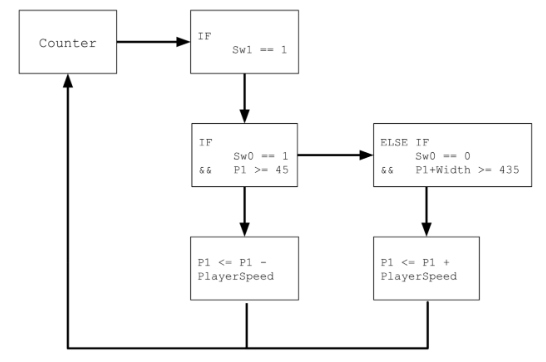 Counter
IF
Sw1 == 1
IF
Sw0 == 1
&& P1 >= 45
ELSE IF
Sw0 == 0
&& P1+Width >= 435
P1 <= P1 -
PlayerSpeed
P1 <= P1 +
PlayerSpeed